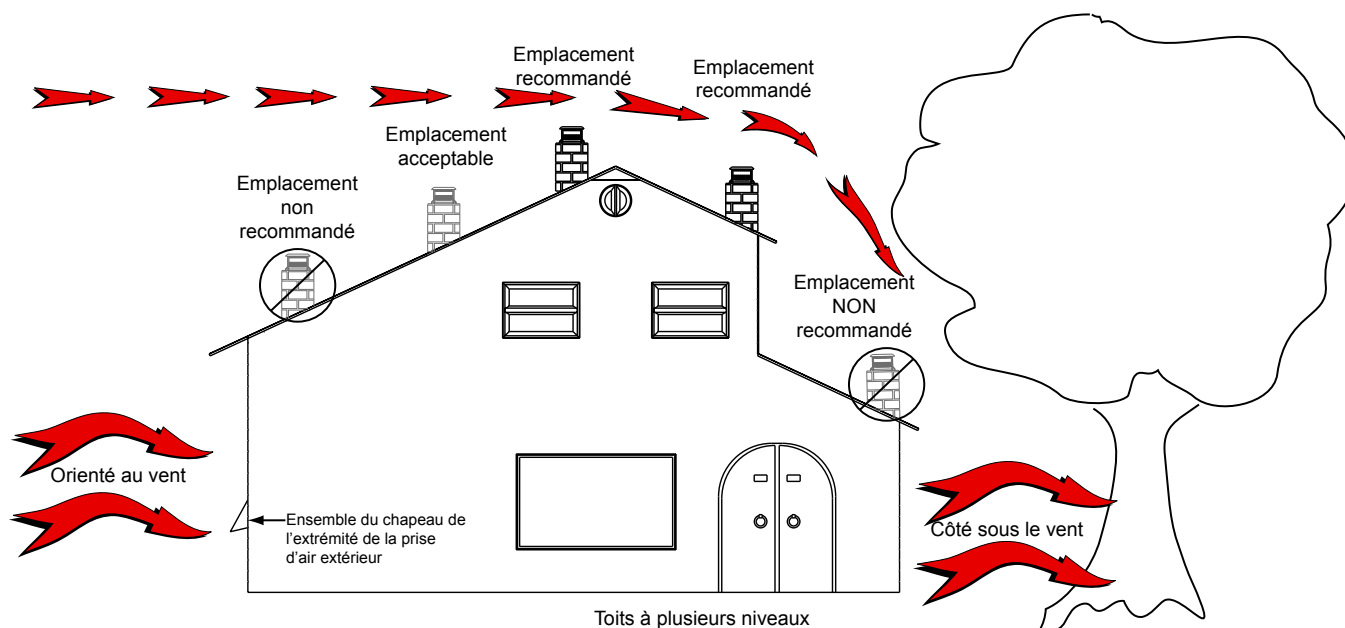 Emplacement
recommandé
Emplacement
recommandé
Emplacement
acceptable
Emplacement
non
recommandé
Emplacement
NON
recommandé
Orienté au vent
Ensemble du chapeau de
l'extrémité de la prise
d'air extérieur
Côté sous le vent
Toits à plusieurs niveaux